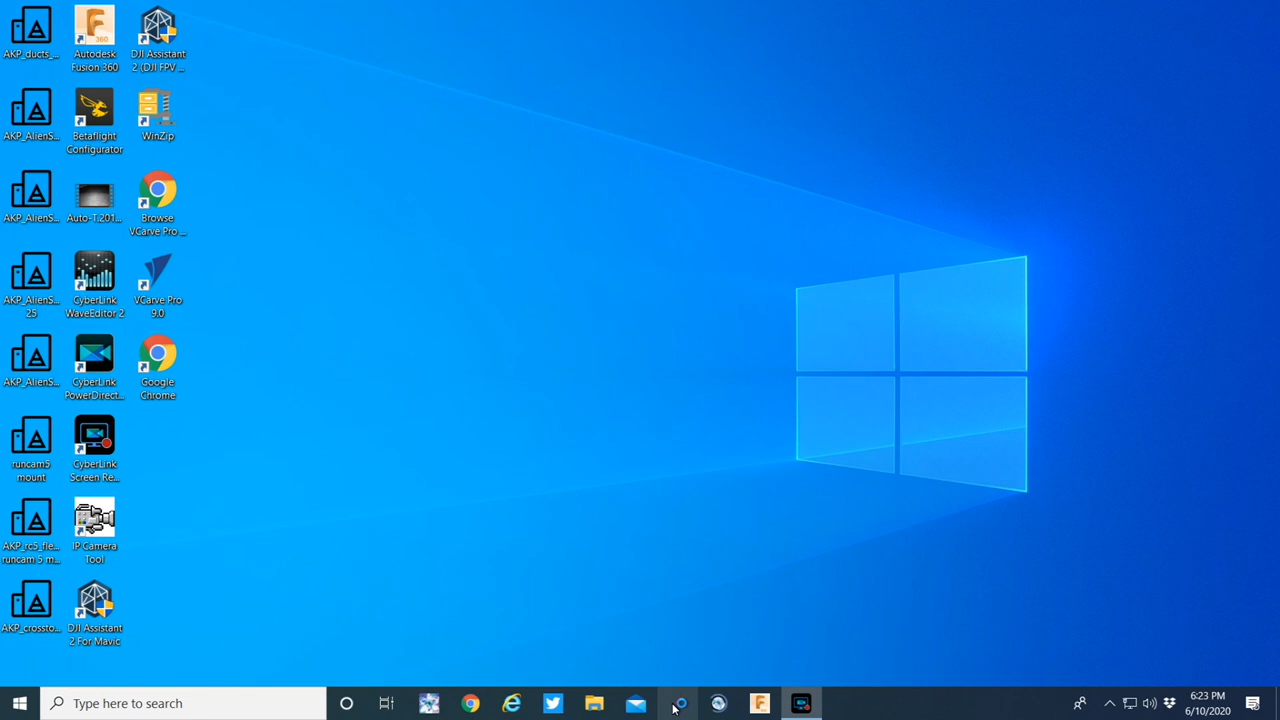 AKP_ducts_...
Autodesk
Fusion 360
DJI Assistant
2 (DJI FPV ...
360
AKP_AlienS...
Betaflight
Configurator
WinZip
AKP_AlienS...
Auto-T.201...
Browse
VCarve Pro ...
AKP_AlienS...
25
CyberLink
WaveEditor 2
VCarve Pro
9.0
AKP_AlienS...
CyberLink
PowerDirect...
Google
Chrome
runcam5
mount
CyberLink
Screen Re...
AKP_rc5_fle...
runcam 5 m...
IP Camera
Tool
AKP_crossto...
DJI Assistant
2 For Mavic
Type here to search
6:23 PM
6/10/2020